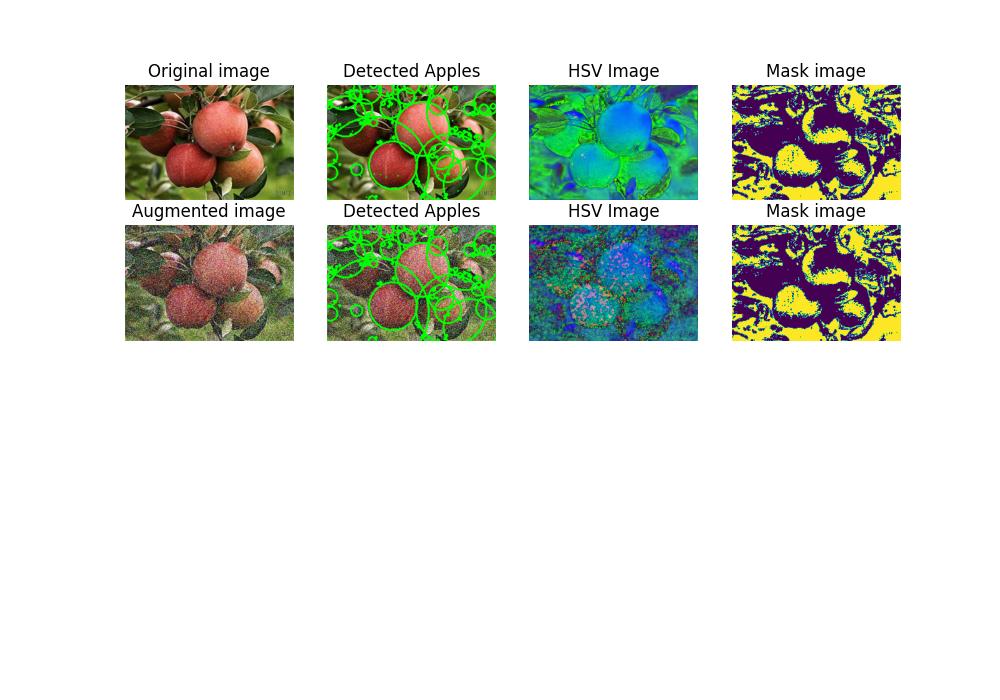 Original image
Detected Apples
HSV Image
Mask image
Augmented image
Detected Apples
HSV Image
Mask image